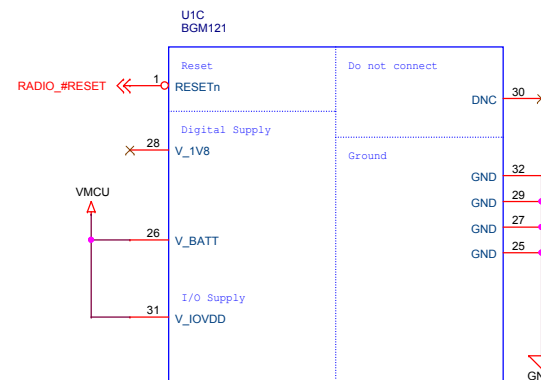 U1C
BGM121
Reset
Do not connect
RADIO_#RESET
1
RESETn
DNC
30
Digital Supply
28
V_1V8
Ground
GND
32
VMCU
GND
29
GND
27
26
V_BATT
GND
25
I/O Supply
31
V_IOVDD